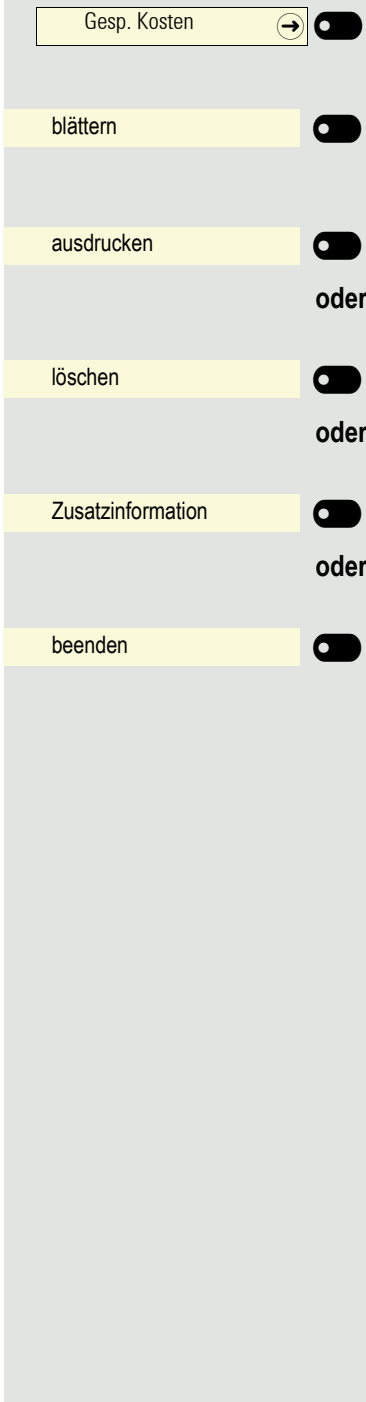 Gesp. Kosten
blättern
ausdrucken
oder
löschen
oder
Zusatzinformation
oder
beenden